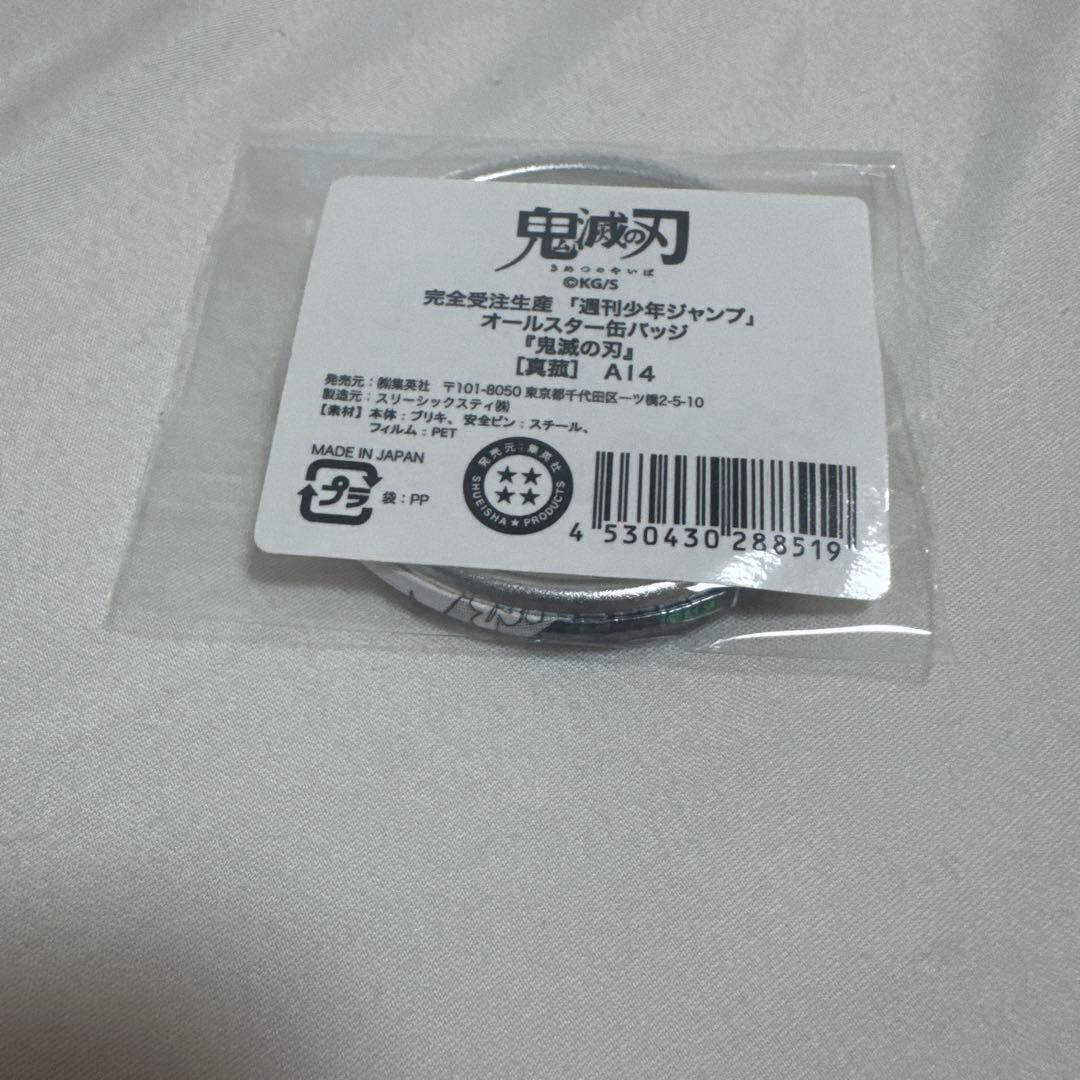 鬼滅の刃
きめつのやいば
©KG/S
完全受注生産 「週刊少年ジャンプ」
オールスター缶バッジ
『鬼滅の刃』
[真菰] A14
発売元:㈱集英社 〒101-8050 東京都千代田区一ツ橋2-5-10
製造元:スリーシックスティ㈱
【素材】本体:ブリキ、安全ピン:スチール、
フィルム:PET
MADE IN JAPAN
プラ 袋:PP
発売元:集英社
SHUEISHA★PRODUCTS
4 530430 288519